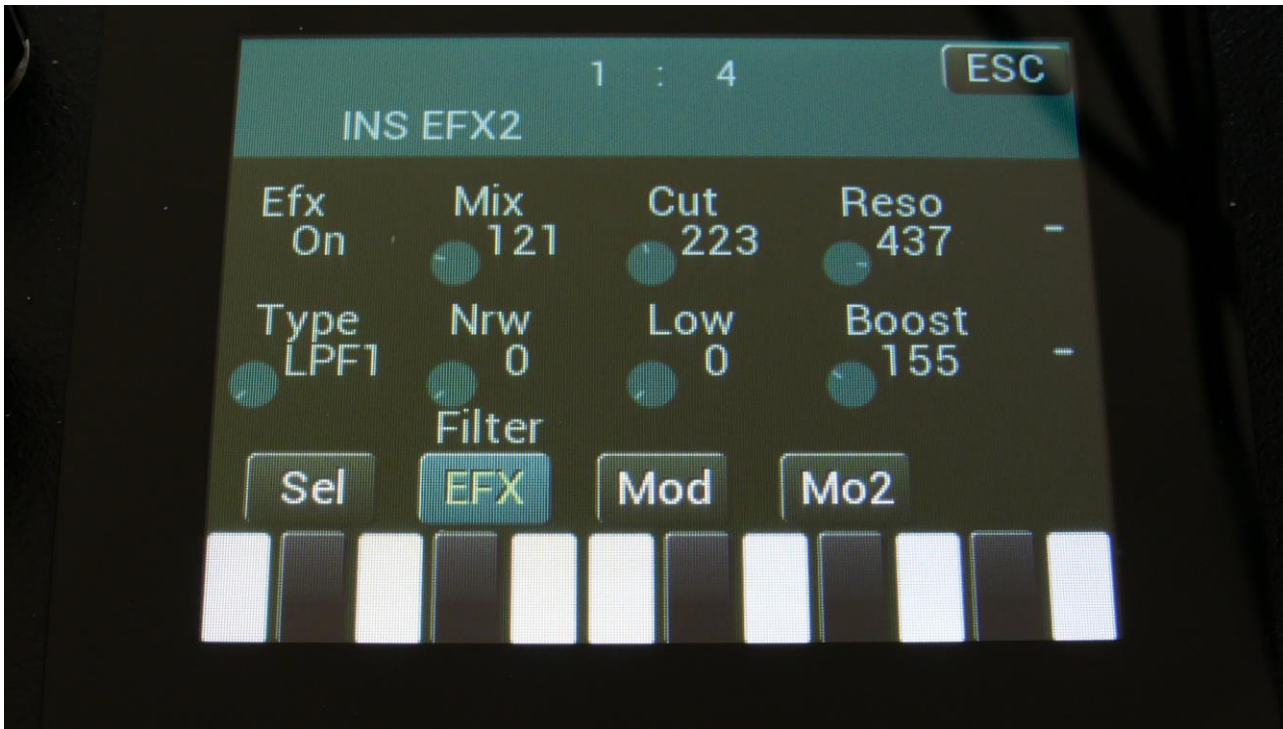 1 : 4 ESC
INS EFX2
Efx Mix Cut Reso
On 121 223 437 -
Type Nrw Low Boost
LPF1 0 0 155 -
Filter
Sel EFX Mod Mo2